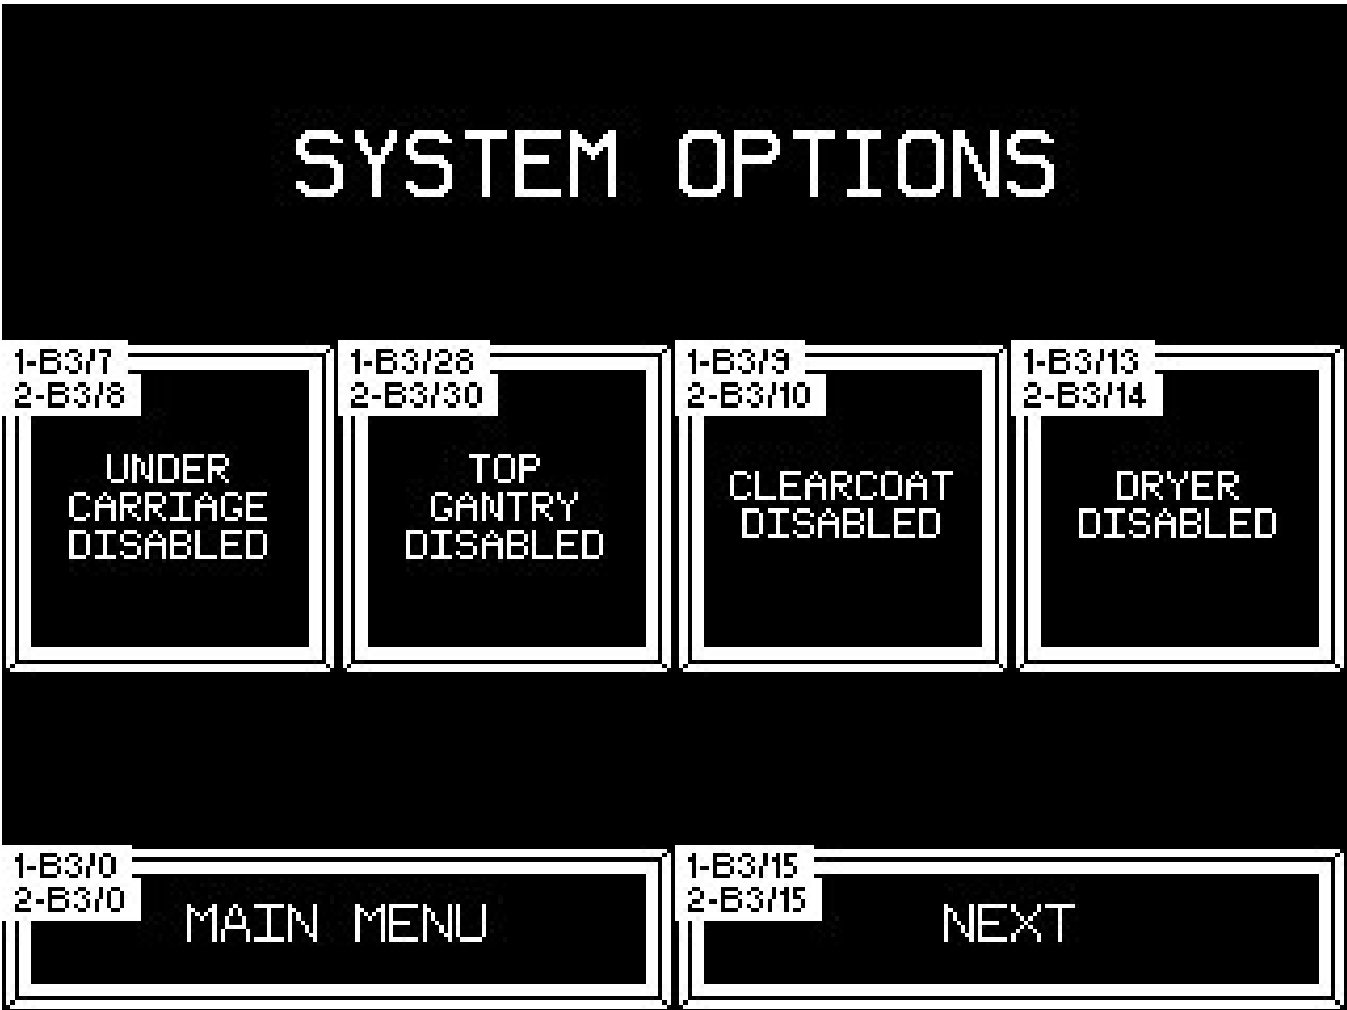 SYSTEM OPTIONS
1-B3/7
2-B3/8
UNDER
CARRIAGE
DISABLED
1-B3/28
2-B3/30
TOP
GANTRY
DISABLED
1-B3/9
2-B3/10
CLEARCOAT
DISABLED
1-B3/13
2-B3/14
DRYER
DISABLED
1-B3/0
2-B3/0
MAIN MENU
1-B3/15
2-B3/15
NEXT